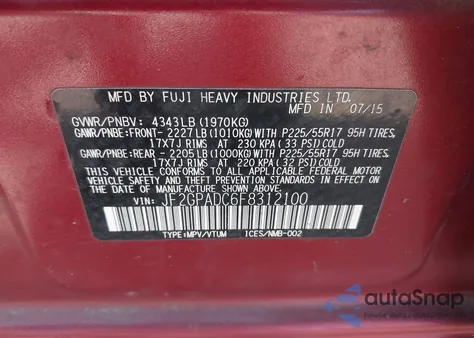 MFD BY FUJI HEAVY INDUSTRIES LTD.
MFD IN 07/15
GVWR/PNBV: 4343LB (1970KG)
GAWR/PNBE:FRONT- 2227LB (1010KG)WITH P225/55R17 95H TIRES,
17X7J RIMS AT 230 KPA (33 PSI)COLD
GAWR/PNBE:REAR - 2205LB (1000KG)WITH P225/55R17 95H TIRES,
17X7J RIMS AT 220 KPA (32 PSI)COLD
THIS VEHICLE CONFORMS TO ALL APPLICABLE FEDERAL MOTOR
VEHICLE SAFETY, BUMPER, AND THEFT PREVENTION STANDARDS
IN EFFECT ON THE DATE OF MANUFACTURE SHOWN ABOVE.
VIN: JF2GPADC6F8312100
TYPE:MPV/VTUM ICES/NMB-002
autoSnap